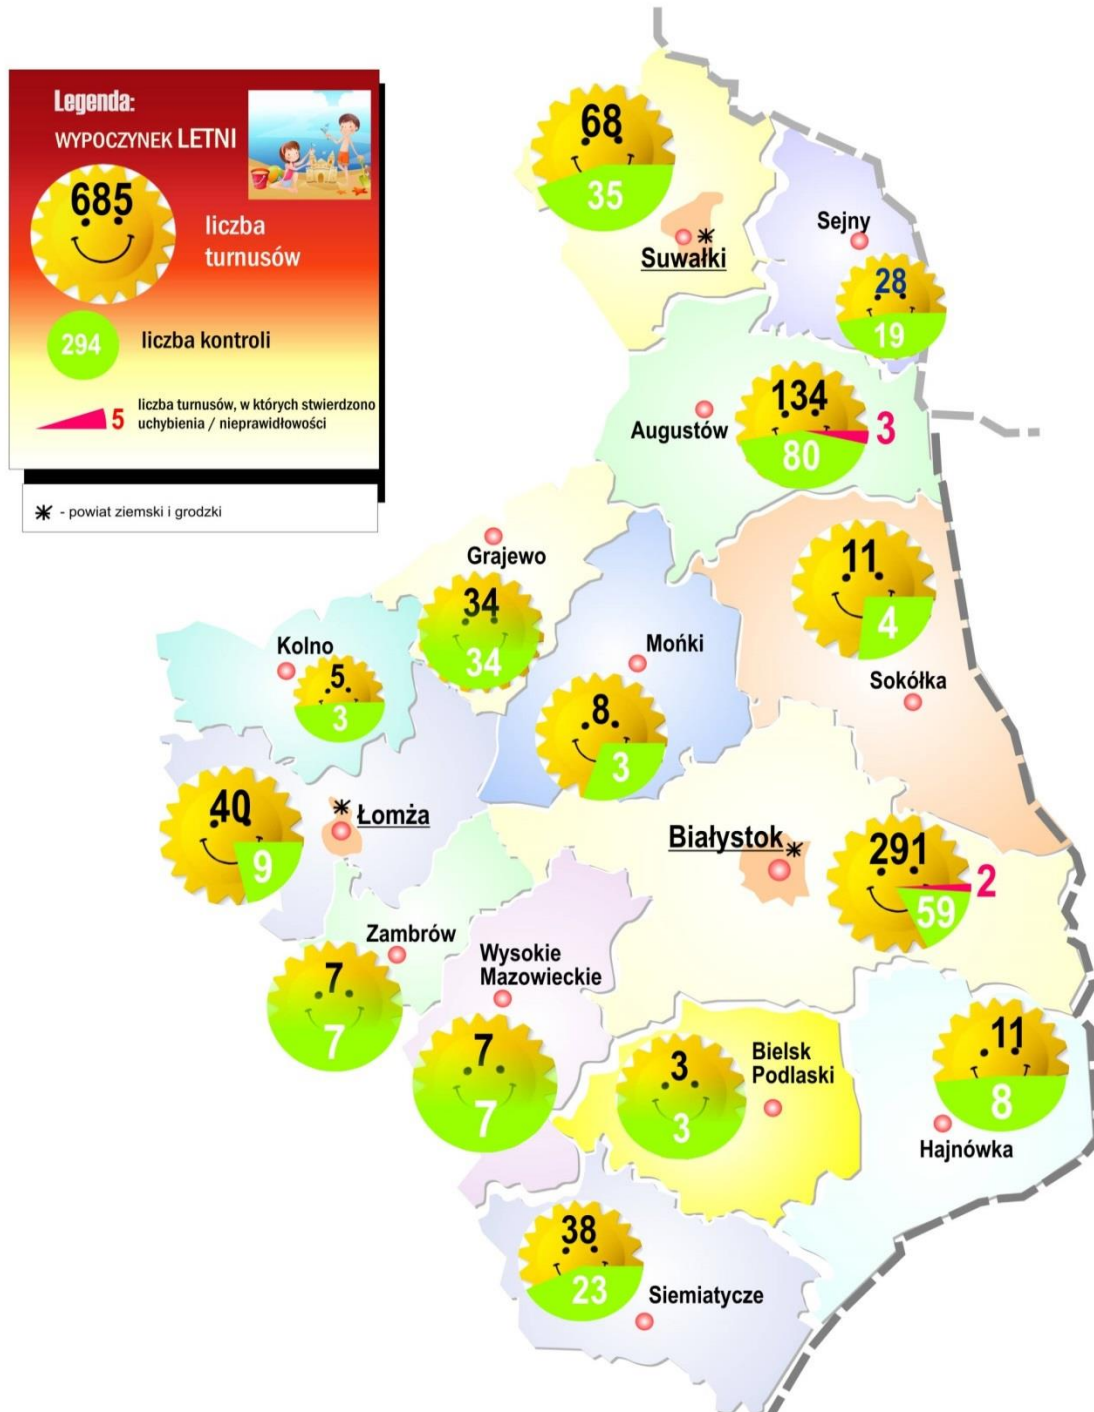 Legenda:
WYPOCZYNEK LETNI
685
liczba
turnusów
294
liczba kontroli
5
liczba turnusów, w których stwierdzono
uchybienia / nieprawidłowości
✳ - powiat ziemski i grodzki
68
35
Suwałki ✳
Sejny
28
19
134
3
80
Augustów
Grajewo
34
34
11
4
Sokółka
Kolno
5
3
Mońki
8
3
40
9
✳ Łomża
Białystok ✳
291
2
59
Zambrów
7
7
Wysokie
Mazowieckie
7
7
3
3
Bielsk
Podlaski
11
8
Hajnówka
38
23
Siemiatycze